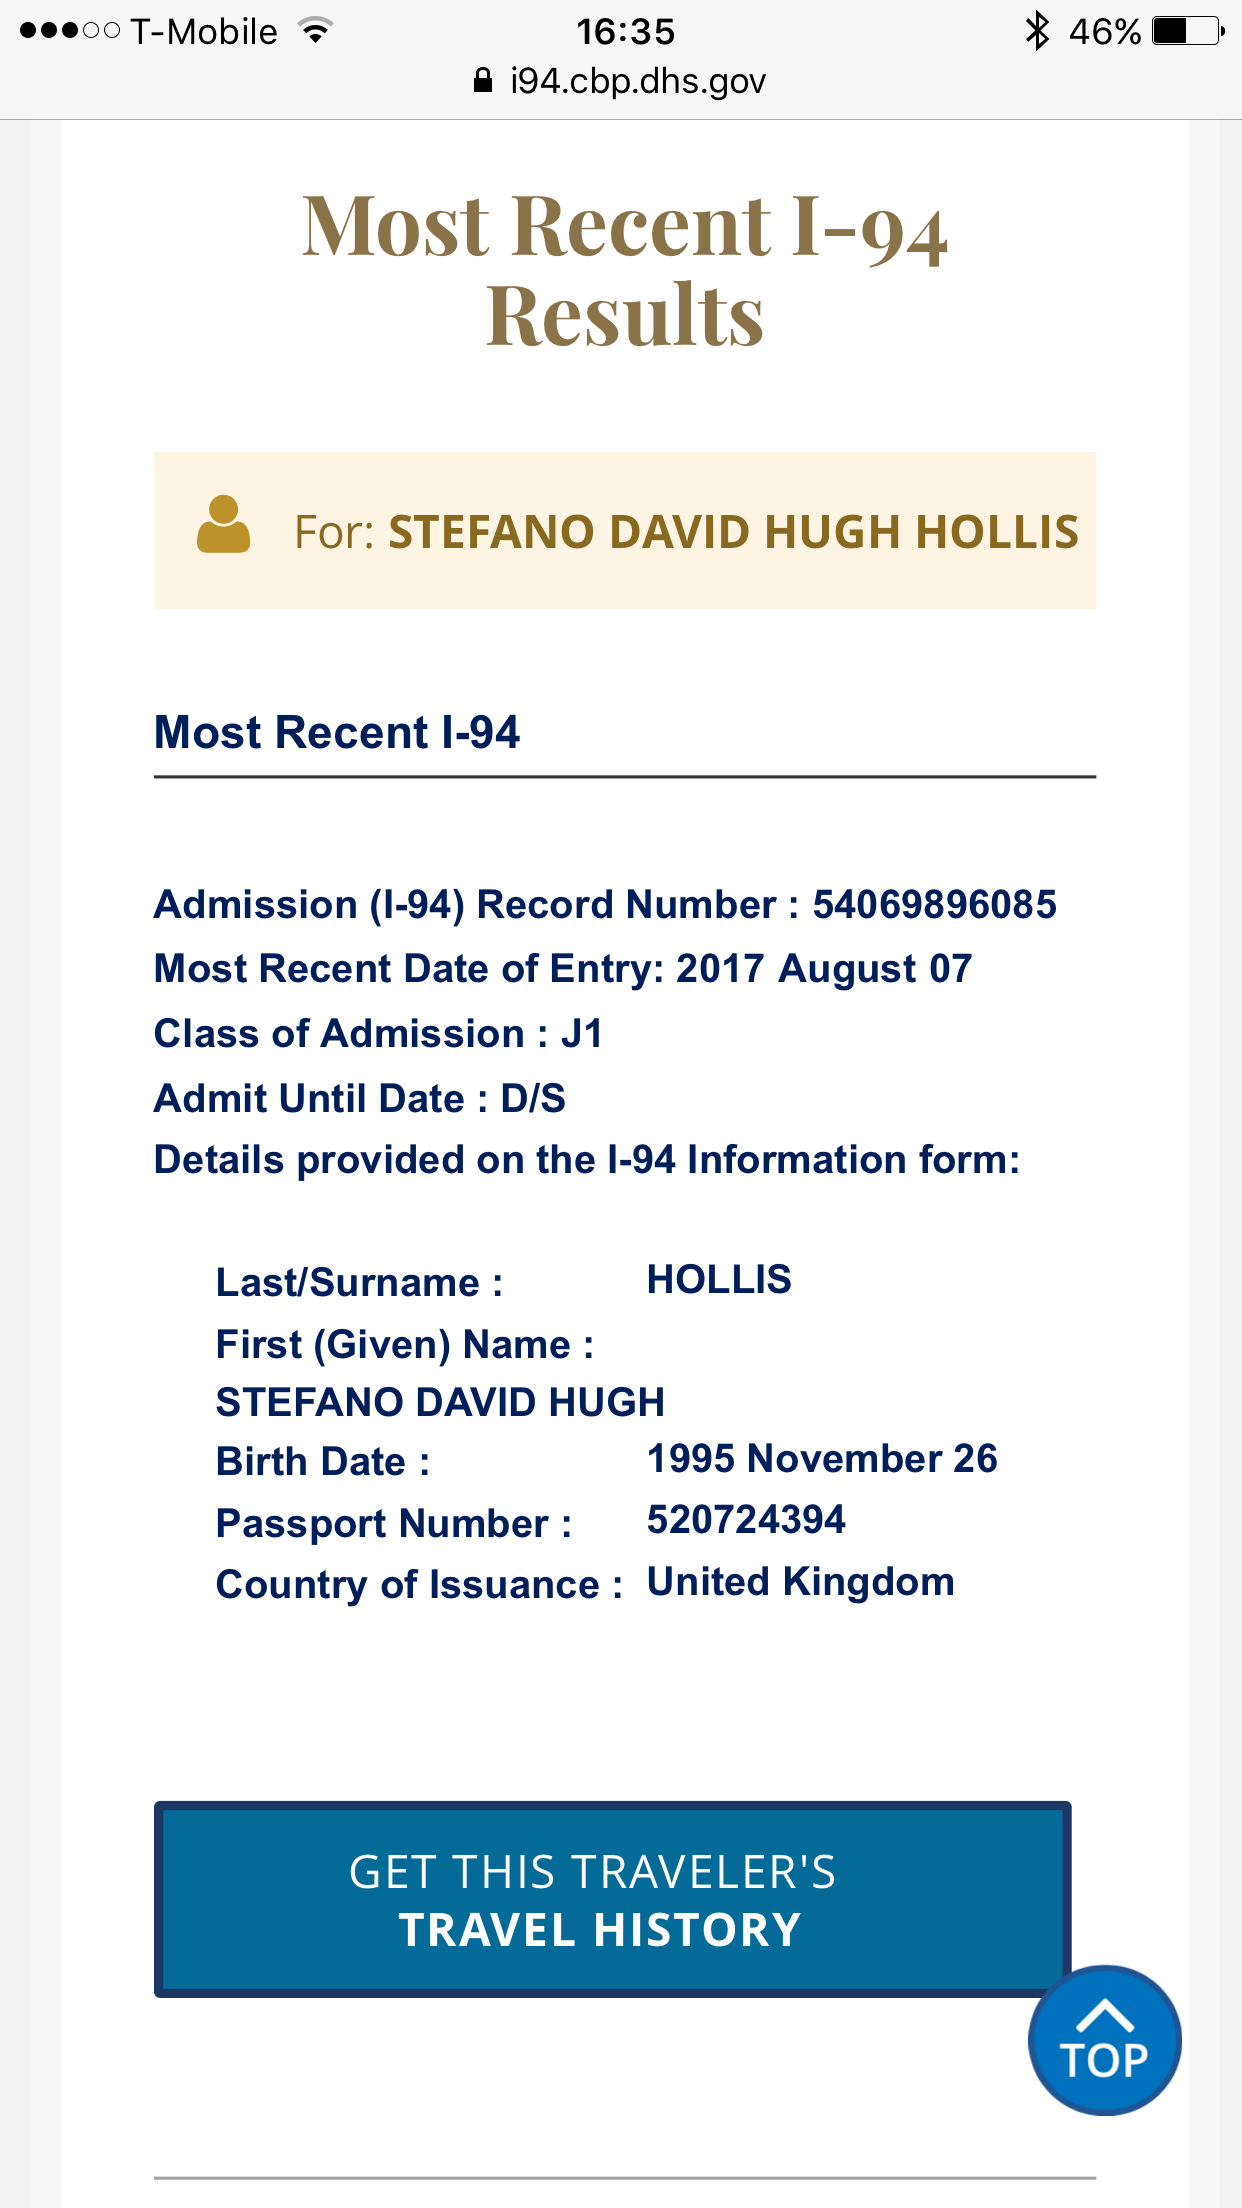 T-Mobile 16:35 46%
i94.cbp.dhs.gov
Most Recent I-94
Results
For: STEFANO DAVID HUGH HOLLIS
Most Recent I-94
Admission (I-94) Record Number : 54069896085
Most Recent Date of Entry: 2017 August 07
Class of Admission : J1
Admit Until Date : D/S
Details provided on the I-94 Information form:
Last/Surname : HOLLIS
First (Given) Name :
STEFANO DAVID HUGH
Birth Date : 1995 November 26
Passport Number : 520724394
Country of Issuance : United Kingdom
GET THIS TRAVELER'S
TRAVEL HISTORY
TOP